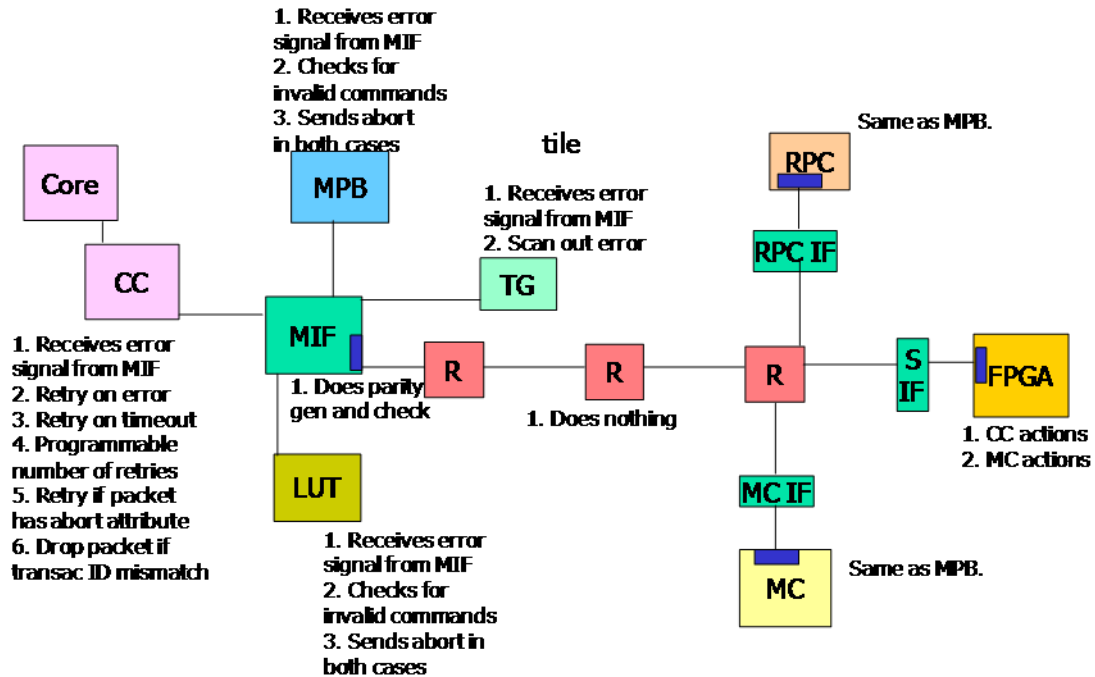 1. Receives error
signal from MIF
2. Checks for
invalid commands
3. Sends abort
in both cases
tile
Same as MPB.
Core
MPB
RPC
1. Receives error
signal from MIF
2. Scan out error
CC
TG
RPC IF
MIF
1. Receives error
signal from MIF
2. Retry on error
3. Retry on timeout
4. Programmable
number of retries
5. Retry if packet
has abort attribute
6. Drop packet if
transac ID mismatch
1. Does parily
gen and check
R
R
1. Does nothing
R
S
IF
FPGA
1. CC actions
2. MC actions
LUT
MC IF
1. Receives error
signal from MIF
2. Checks for
invalid commands
3. Sends abort in
both cases
MC
Same as MPB.